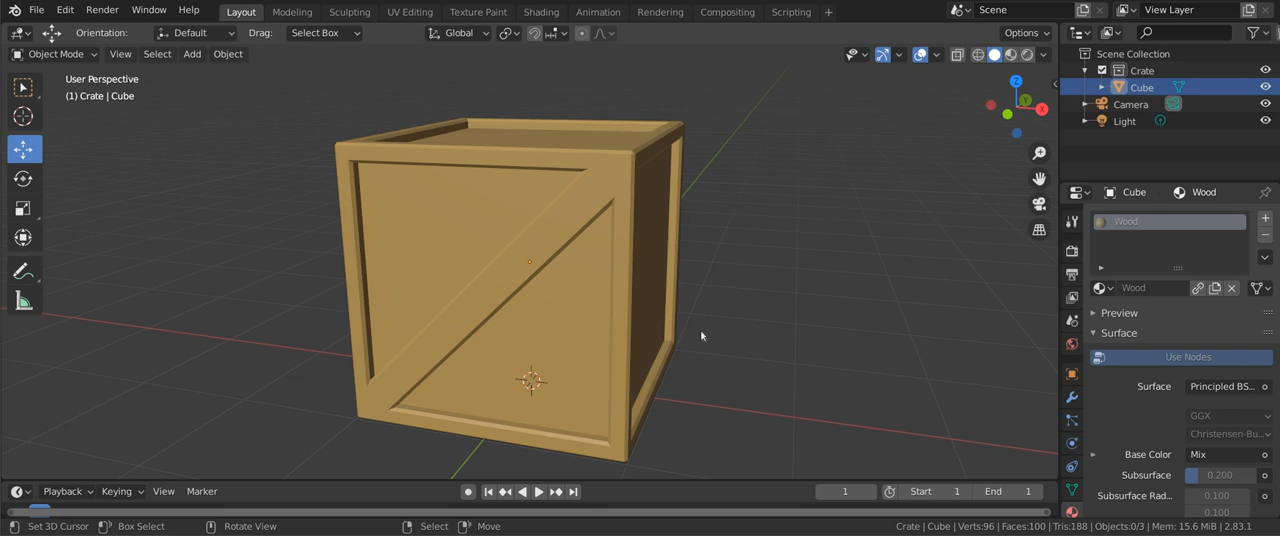 File Edit Render Window Help Layout Modeling Sculpting UV Editing Texture Paint Shading Animation Rendering Compositing Scripting + Scene View Layer
Orientation: Default Drag: Select Box Global Options
Object Mode View Select Add Object
User Perspective
(1) Crate | Cube
Z
Y
X
Scene Collection
Crate
Cube
Camera
Light
Cube Wood
Wood
Wood
Preview
Surface
Use Nodes
Surface Principled BS...
GGX
Christensen-Bu...
Base Color Mix
Subsurface 0.200
Subsurface Rad... 0.100
0.100
Playback Keying View Marker 1 Start 1 End 1
Set 3D Cursor Box Select Rotate View Select Move Crate | Cube | Verts:96 | Faces:100 | Tris:188 | Objects:0/3 | Mem: 15.6 MiB | 2.83.1